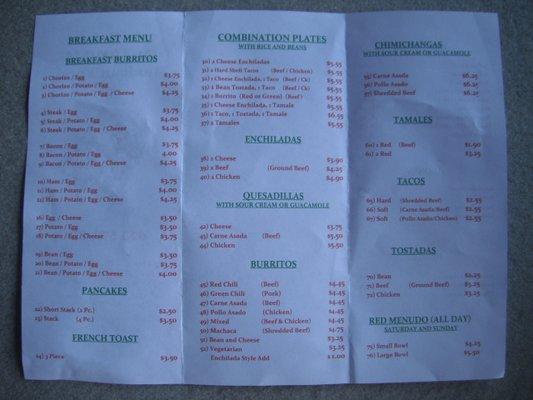 BREAKFAST MENU
BREAKFAST BURRITOS
1) Chorizo / Egg $3.75
2) Chorizo / Potato / Egg $4.00
3) Chorizo / Potato / Egg / Cheese $4.25
4) Steak / Egg $3.75
5) Steak / Potato / Egg $4.00
6) Steak / Potato / Egg / Cheese $4.25
7) Bacon / Egg $3.75
8) Bacon / Potato / Egg 4.00
9) Bacon / Potato / Egg / Cheese $4.25
10) Ham / Egg $3.75
11) Ham / Potato / Egg $4.00
12) Ham / Potato / Egg / Cheese $4.25
16) Egg / Cheese $3.50
17) Potato / Egg $3.50
18) Potato / Egg / Cheese $3.75
19) Bean / Egg $3.50
20) Bean / Potato / Egg $3.75
21) Bean / Potato / Egg / Cheese $4.00
PANCAKES
22) Short Stack (2 Pc.) $2.50
23) Stack (4 Pc.) $3.50
FRENCH TOAST
24) 3 Piece $3.50
COMBINATION PLATES
WITH RICE AND BEANS
30) 2 Cheese Enchiladas $5.55
31) 2 Hard Shell Tacos (Beef / Chicken) $5.55
32) 1 Cheese Enchilada, 1 Taco (Beef / Ck) $5.55
33) 1 Bean Tostada, 1 Taco (Beef / Ck) $5.55
34) 1 Burrito (Red or Green) (Beef) $5.55
35) 1 Cheese Enchilada, 1 Tamale $5.55
36) 1 Taco, 1 Tostada, 1 Tamale $6.55
37) 2 Tamales $5.55
ENCHILADAS
38) 2 Cheese $3.90
39) 2 Beef (Ground Beef) $4.25
40) 2 Chicken $4.90
QUESADILLAS
WITH SOUR CREAM OR GUACAMOLE
42) Cheese $3.75
43) Carne Asada (Beef) $5.50
44) Chicken $5.50
BURRITOS
45) Red Chili (Beef) $4.45
46) Green Chili (Pork) $4.45
47) Carne Asada (Beef) $4.45
48) Pollo Asado (Chicken) $4.45
49) Mixed (Beef & Chicken) $4.45
50) Machaca (Shredded Beef) $4.75
51) Bean and Cheese $3.25
52) Vegetarian $3.25
Enchilada Style Add $1.00
CHIMICHANGAS
WITH SOUR CREAM OR GUACAMOLE
55) Carne Asada $6.25
56) Pollo Asado $6.25
57) Shredded Beef $6.25
TAMALES
60) 1 Red $1.90
61) 2 Red $3.25
TACOS
65) Hard (Shredded Beef) $2.55
66) Soft (Carne Asada/Beef) $2.55
67) Soft (Pollo Asado/Chicken) $2.55
TOSTADAS
70) Bean $2.25
71) Beef (Ground Beef) $3.25
72) Chicken $3.25
RED MENUDO (ALL DAY)
SATURDAY AND SUNDAY
75) Small Bowl $4.25
76) Large Bowl $5.50